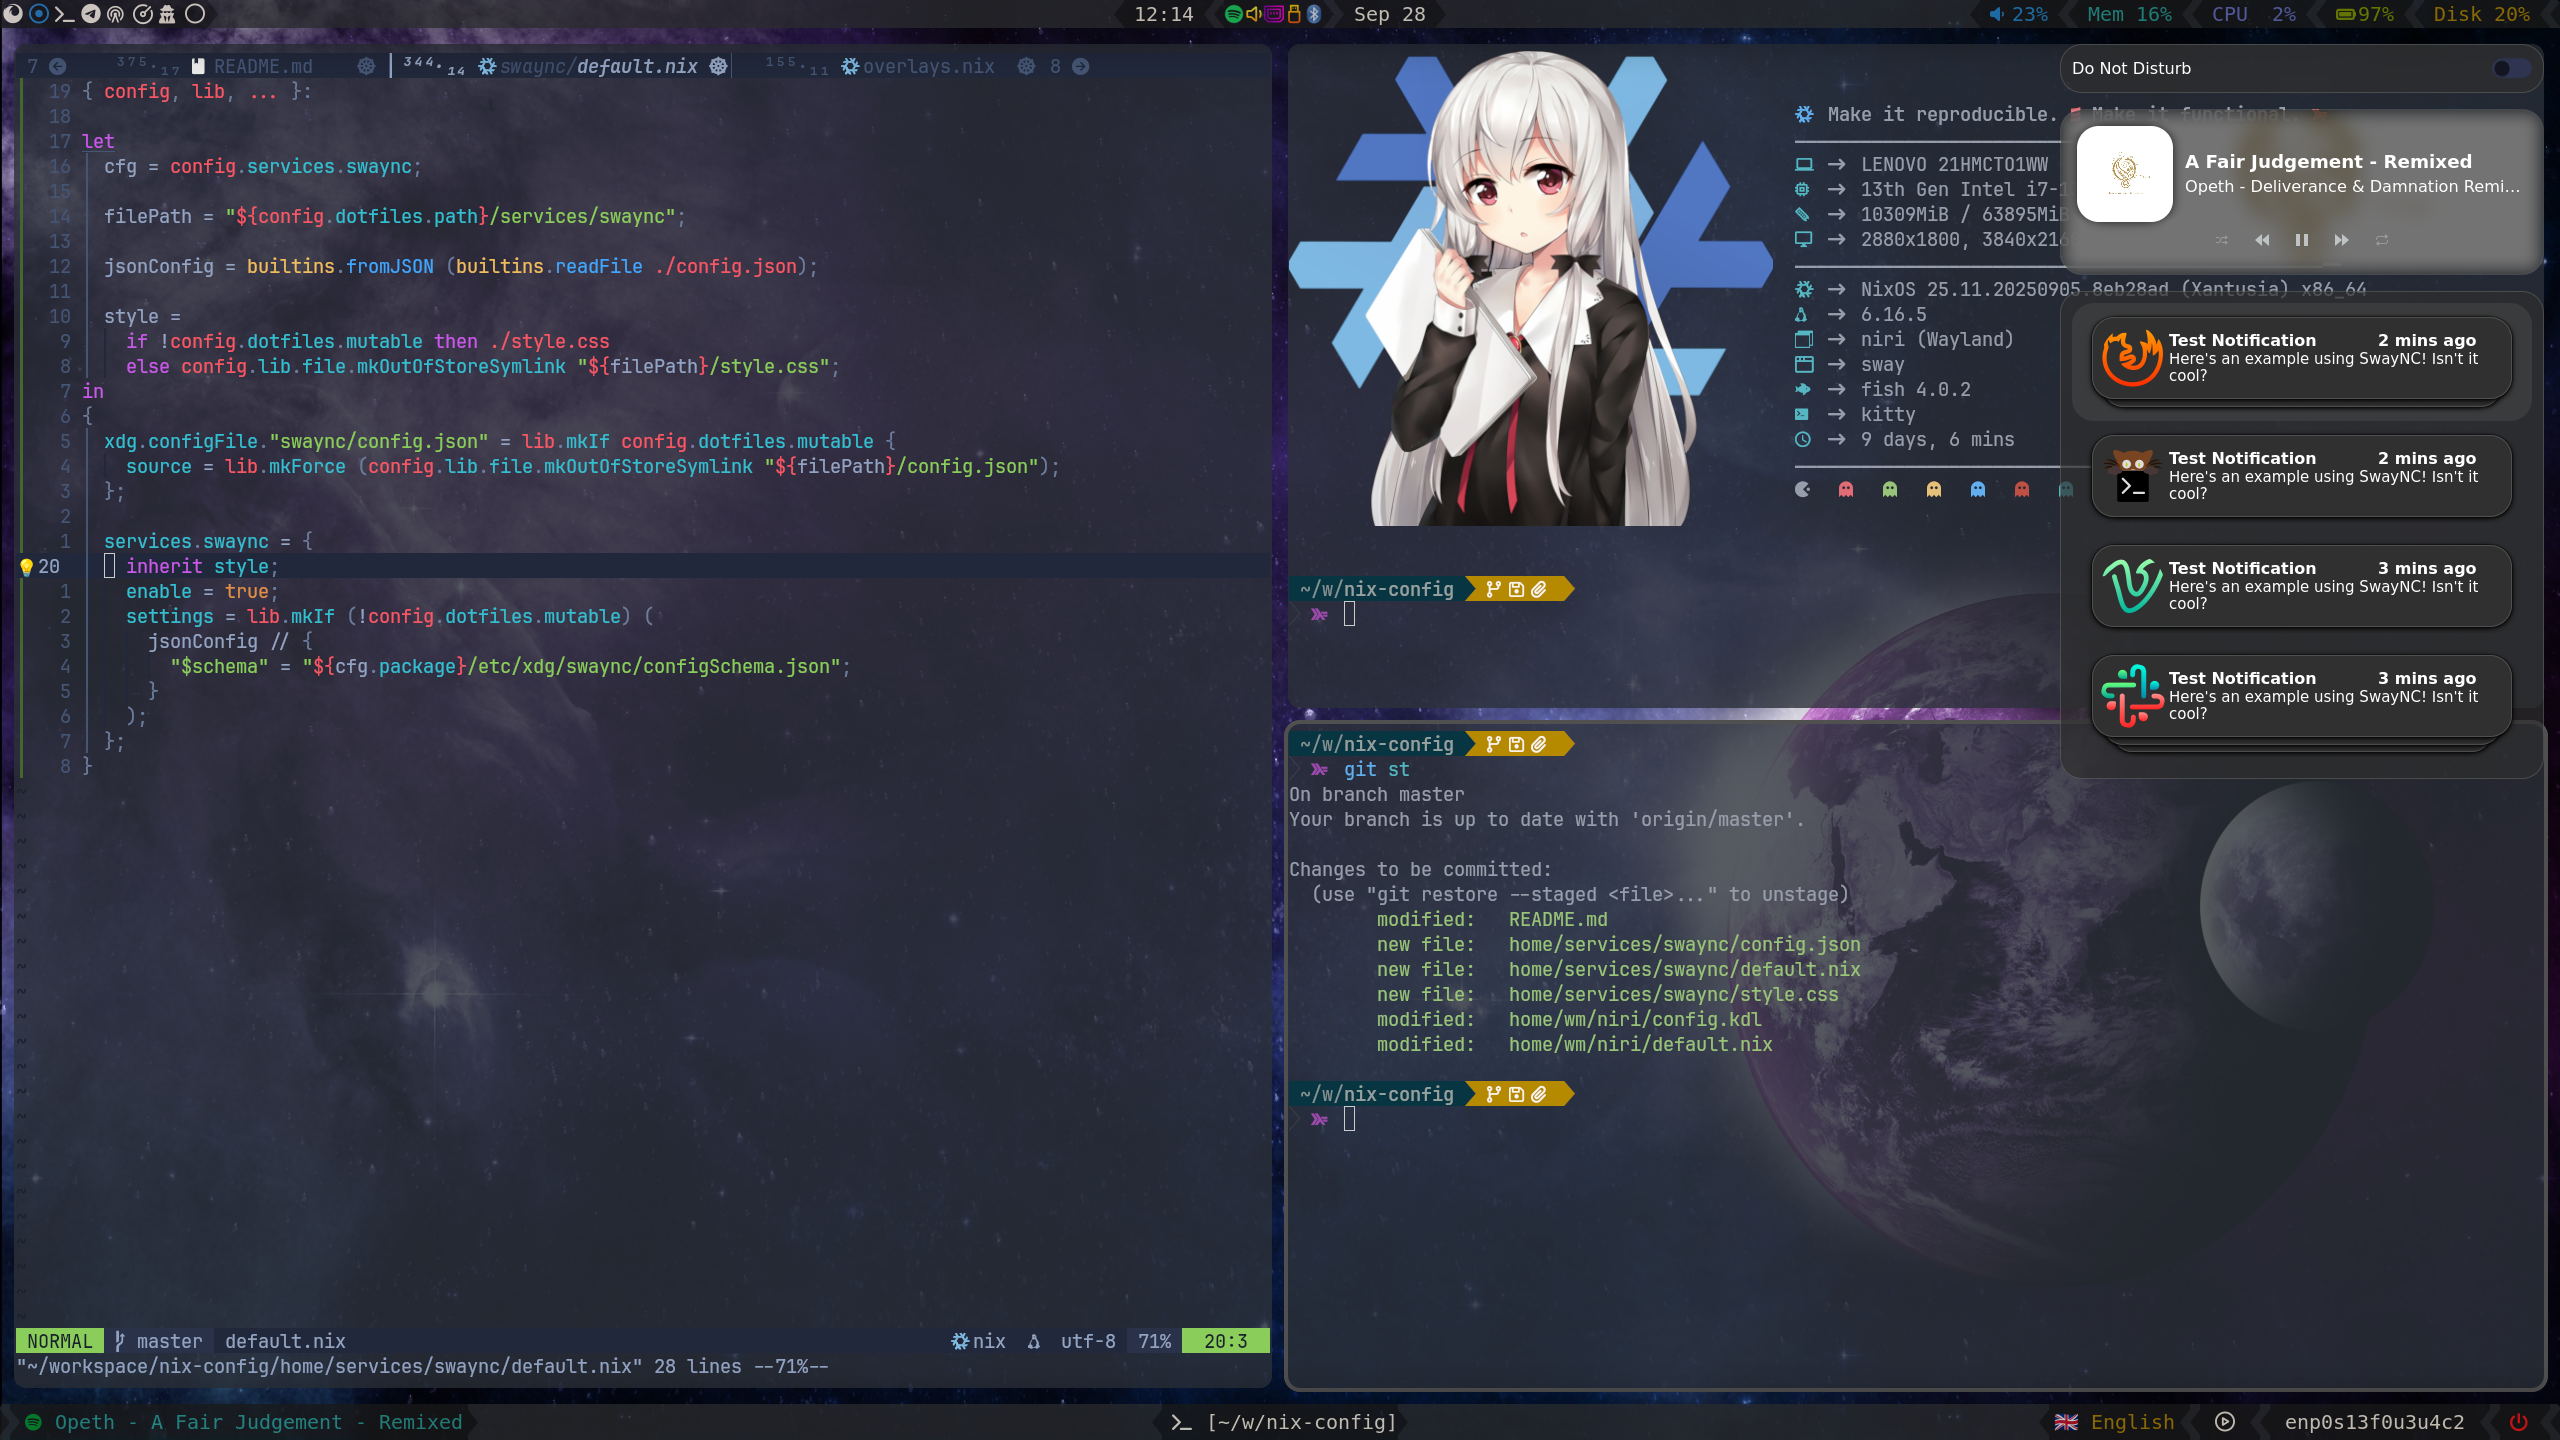 12:14
Sep 28
23%
Mem 16%
CPU 2%
97%
Disk 20%
7 README.md swaync/default.nix overlays.nix 8
19 { config, lib, ... }:
18
17 let
16 cfg = config.services.swaync;
15
14 filePath = "${config.dotfiles.path}/services/swaync";
13
12 jsonConfig = builtins.fromJSON (builtins.readFile ./config.json);
11
10 style =
9 if !config.dotfiles.mutable then ./style.css
8 else config.lib.file.mkOutOfStoreSymlink "${filePath}/style.css";
7 in
6 {
5 xdg.configFile."swaync/config.json" = lib.mkIf config.dotfiles.mutable {
4 source = lib.mkForce (config.lib.file.mkOutOfStoreSymlink "${filePath}/config.json");
3 };
2
1 services.swaync = {
20 inherit style;
1 enable = true;
2 settings = lib.mkIf (!config.dotfiles.mutable) (
3 jsonConfig // {
4 "$schema" = "${cfg.package}/etc/xdg/swaync/configSchema.json";
5 }
6 );
7 };
8 }
NORMAL master default.nix nix utf-8 71% 20:3
"~/workspace/nix-config/home/services/swaync/default.nix" 28 lines --71%--
Make it reproducible. Make it functional.
LENOVO 21HMCTO1WW
13th Gen Intel i7-1
10309MiB / 63895MiB
2880x1800, 3840x216
NixOS 25.11.20250905.8eb28ad (Xantusia) x86_64
6.16.5
niri (Wayland)
sway
fish 4.0.2
kitty
9 days, 6 mins
~/w/nix-config
Do Not Disturb
A Fair Judgement - Remixed
Opeth - Deliverance & Damnation Remi...
Test Notification 2 mins ago
Here's an example using SwayNC! Isn't it
cool?
Test Notification 2 mins ago
Here's an example using SwayNC! Isn't it
cool?
Test Notification 3 mins ago
Here's an example using SwayNC! Isn't it
cool?
Test Notification 3 mins ago
Here's an example using SwayNC! Isn't it
cool?
~/w/nix-config
git st
On branch master
Your branch is up to date with 'origin/master'.
Changes to be committed:
(use "git restore --staged <file>..." to unstage)
modified: README.md
new file: home/services/swaync/config.json
new file: home/services/swaync/default.nix
new file: home/services/swaync/style.css
modified: home/wm/niri/config.kdl
modified: home/wm/niri/default.nix
~/w/nix-config
Opeth - A Fair Judgement - Remixed
[~/w/nix-config]
English
enp0s13f0u3u4c2